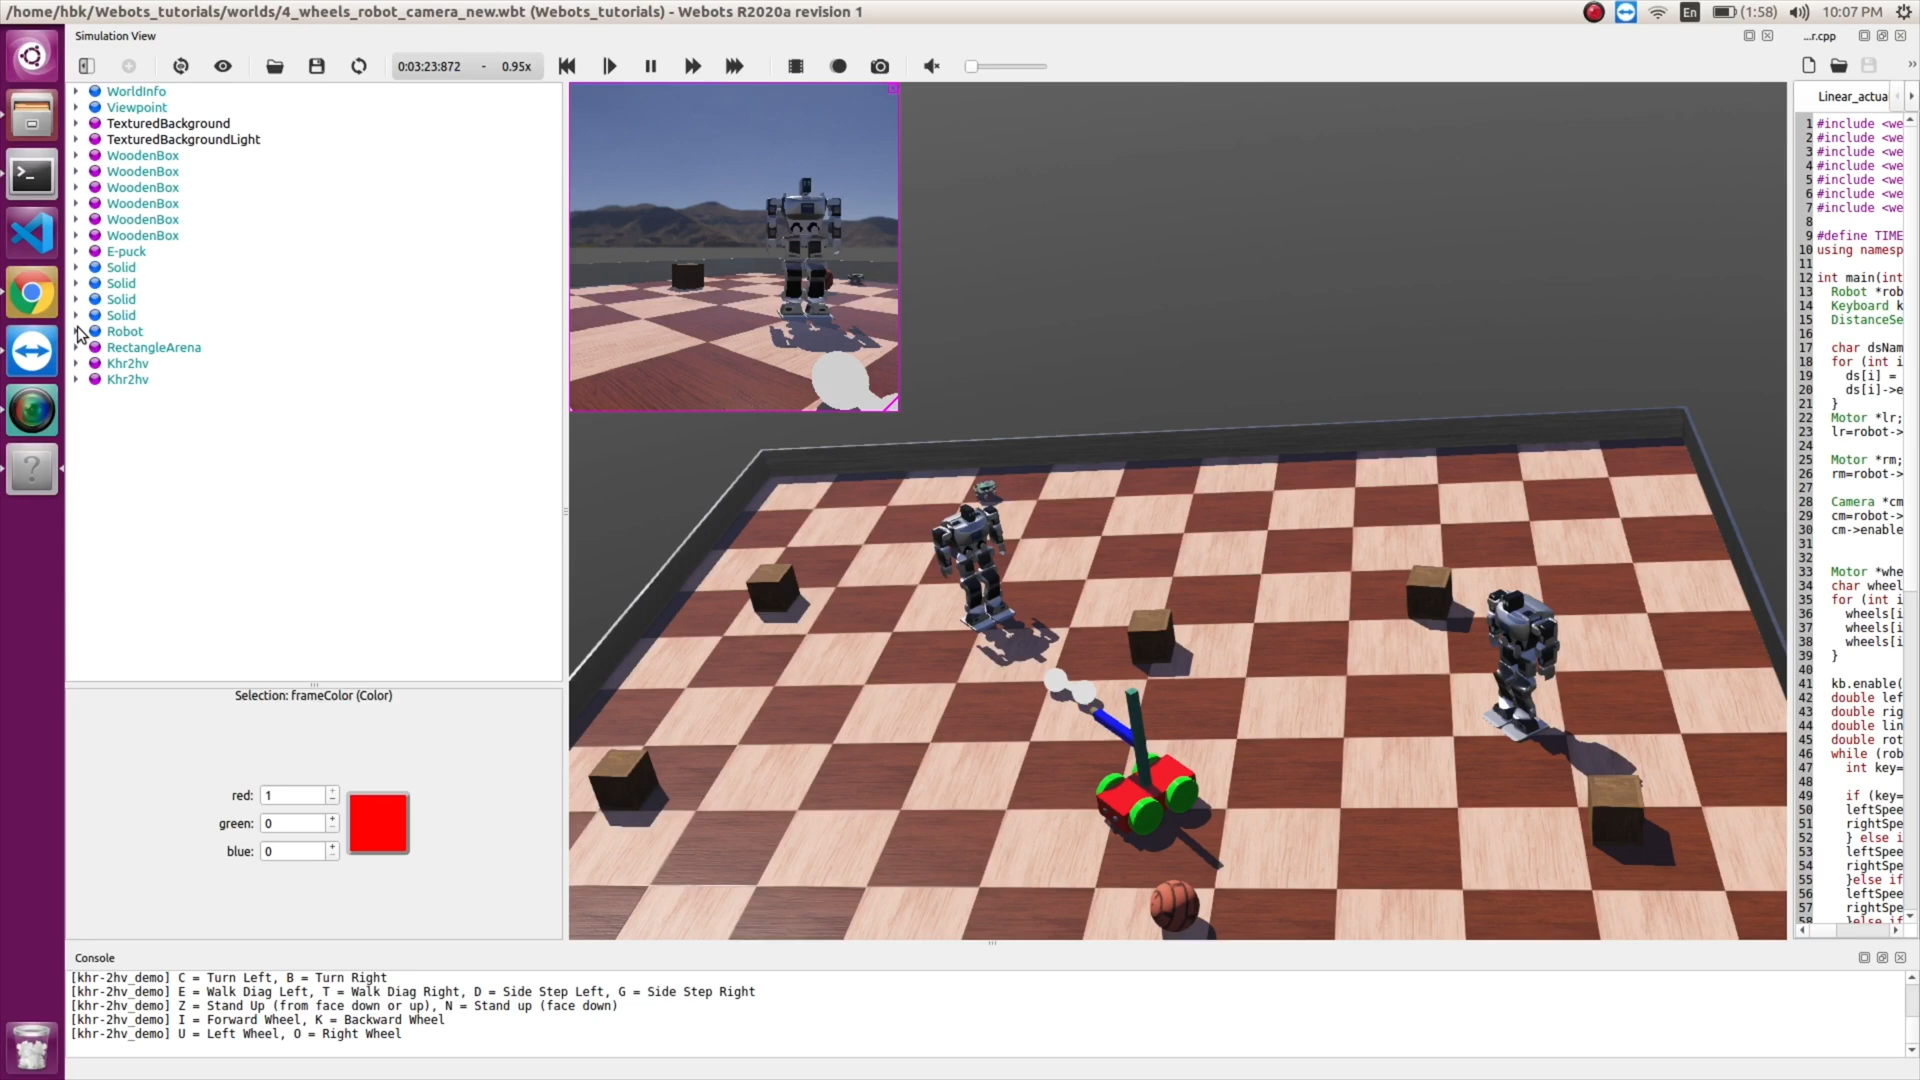 /home/hbk/Webots_tutorials/worlds/4_wheels_robot_camera_new.wbt (Webots_tutorials) - Webots R2020a revision 1
En
(1:58)
10:07 PM
Simulation View
...r.cpp
0:03:23:872 - 0.95x
WorldInfo
Viewpoint
TexturedBackground
TexturedBackgroundLight
WoodenBox
WoodenBox
WoodenBox
WoodenBox
WoodenBox
WoodenBox
E-puck
Solid
Solid
Solid
Solid
Robot
RectangleArena
Khr2hv
Khr2hv
Selection: frameColor (Color)
red: 1
green: 0
blue: 0
Linear_actua
1 #include <we
2 #include <we
3 #include <we
4 #include <we
5 #include <we
6 #include <we
7 #include <we
8
9 #define TIME
10 using namesp
11
12 int main(int
13 Robot *rob
14 Keyboard k
15 DistanceSe
16
17 char dsNam
18 for (int i
19 ds[i] =
20 ds[i]->e
21 }
22 Motor *lr;
23 lr=robot->
24
25 Motor *rm;
26 rm=robot->
27
28 Camera *cm
29 cm=robot->
30 cm->enable
31
32
33 Motor *whe
34 char wheel
35 for (int i
36 wheels[i
37 wheels[i
38 wheels[i
39 }
40
41 kb.enable(
42 double lef
43 double rig
44 double lin
45 double rot
46 while (rob
47 int key=
48
49 if (key=
50 leftSpee
51 rightSpe
52 } else i
53 leftSpee
54 rightSpe
55 }else if
56 leftSpee
57 rightSpe
58 }else if
Console
[khr-2hv_demo] C = Turn Left, B = Turn Right
[khr-2hv_demo] E = Walk Diag Left, T = Walk Diag Right, D = Side Step Left, G = Side Step Right
[khr-2hv_demo] Z = Stand Up (from face down or up), N = Stand up (face down)
[khr-2hv_demo] I = Forward Wheel, K = Backward Wheel
[khr-2hv_demo] U = Left Wheel, O = Right Wheel